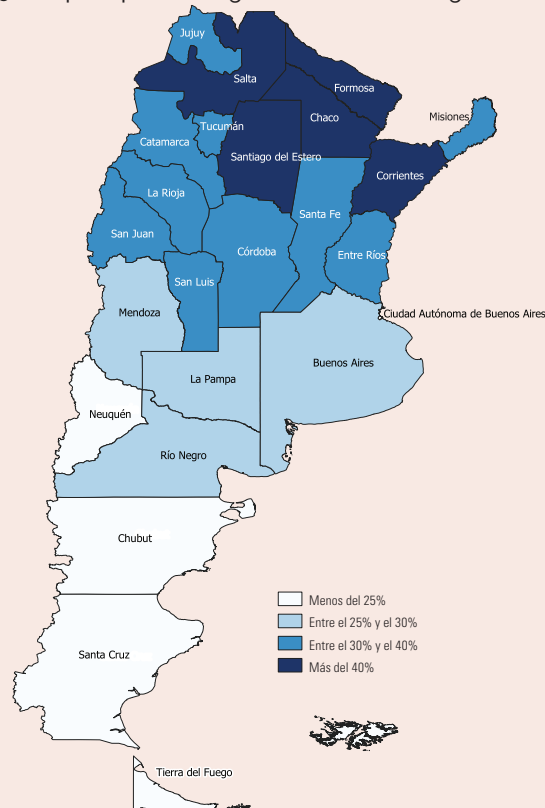 Jujuy
Salta
Formosa
Chaco
Misiones
Tucumán
Catamarca
Santiago del Estero
Corrientes
La Rioja
Santa Fe
San Juan
Córdoba
Entre Ríos
San Luis
Mendoza
Ciudad Autónoma de Buenos Aires
Buenos Aires
La Pampa
Neuquén
Río Negro
Chubut
Menos del 25%
Entre el 25% y el 30%
Entre el 30% y el 40%
Más del 40%
Santa Cruz
Tierra del Fuego